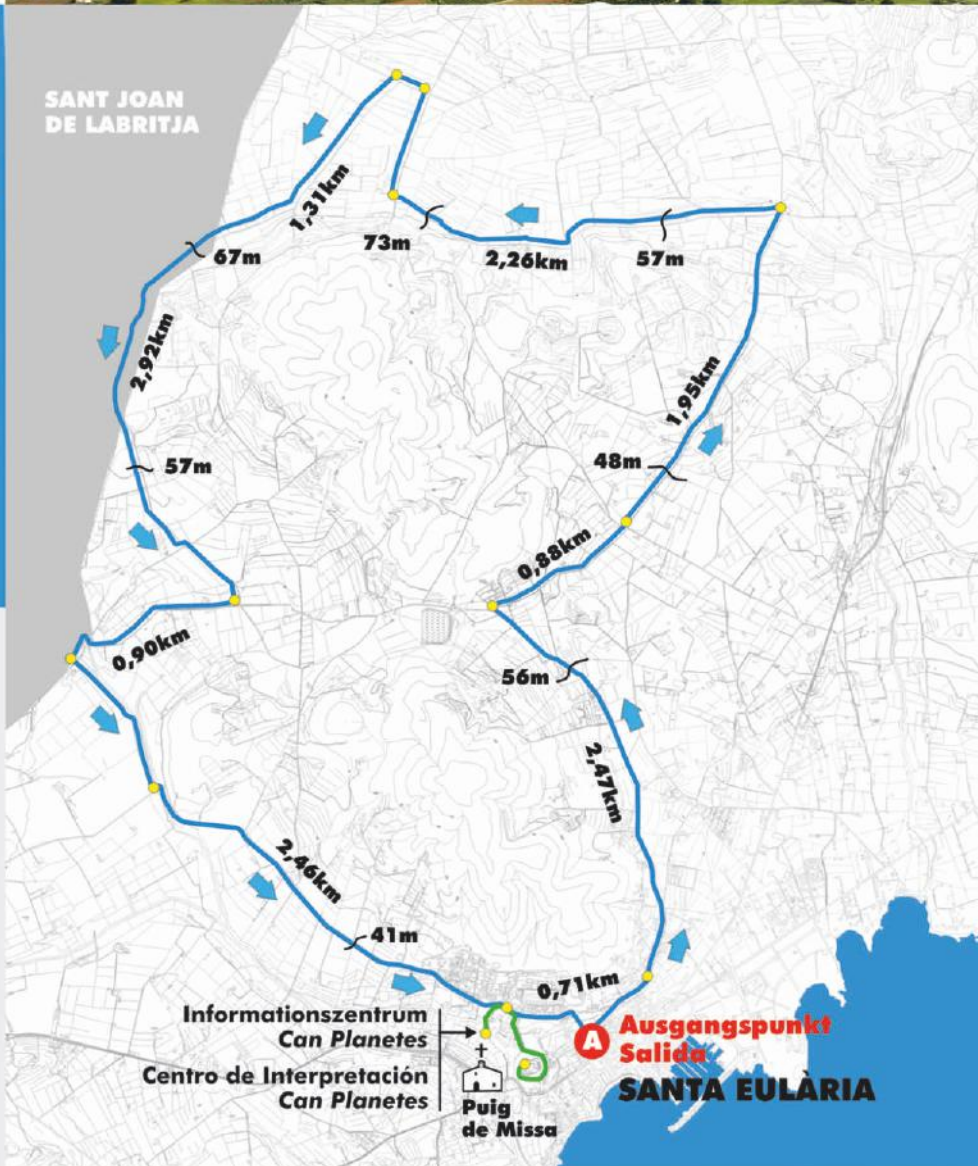 SANT JOAN
DE LABRITJA
1,31km
67m
73m
2,26km
57m
2,92km
1,95km
57m
48m
0,88km
0,90km
56m
2,47km
2,46km
41m
0,71km
Informationszentrum
Can Planetes
Centro de Interpretación
Can Planetes
Puig
de Missa
A
Ausgangspunkt
Salida
SANTA EULÀRIA